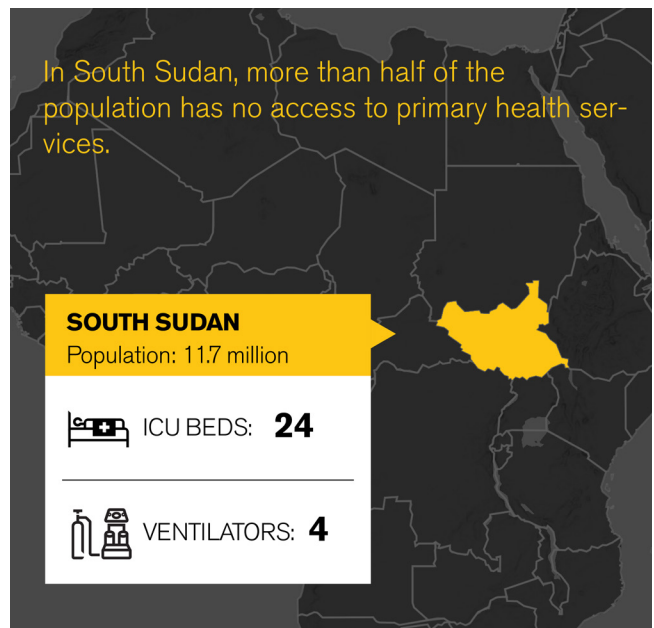 In South Sudan, more than half of the
population has no access to primary health ser-
vices.
SOUTH SUDAN
Population: 11.7 million
ICU BEDS: 24
VENTILATORS: 4